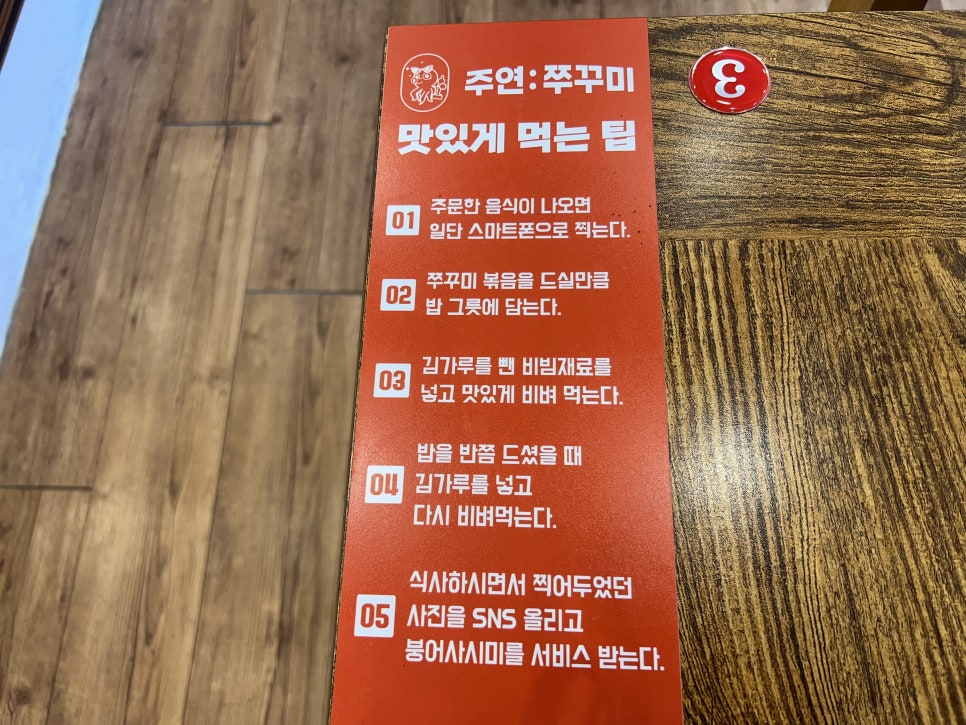 주연:쭈꾸미
맛있게 먹는 팁
01
주문한 음식이 나오면
일단 스마트폰으로 찍는다.
02
쭈꾸미 볶음을 드실만큼
밥 그릇에 담는다.
03
김가루를 뺀 비빔재료를
넣고 맛있게 비벼 먹는다.
04
밥을 반쯤 드셨을 때
김가루를 넣고
다시 비벼먹는다.
05
식사하시면서 찍어두었던
사진을 SNS 올리고
붕어사시미를 서비스 받는다.
3